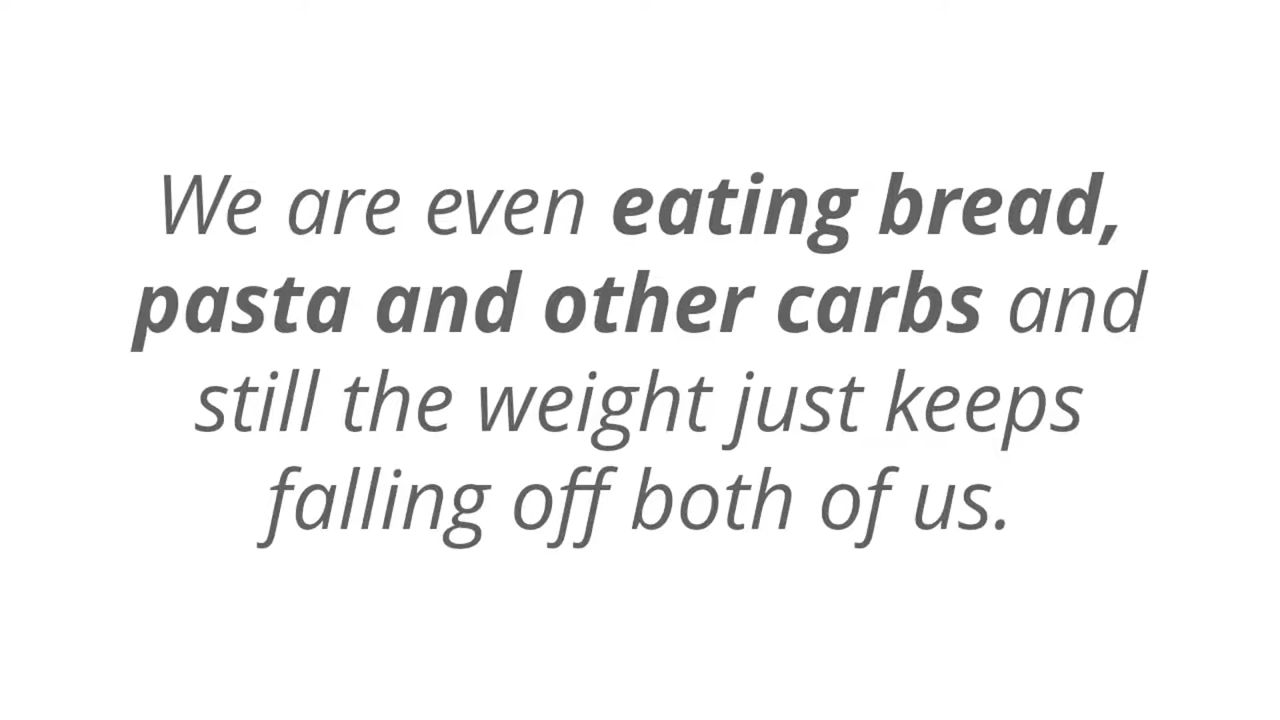 We are even eating bread,
pasta and other carbs and
still the weight just keeps
falling off both of us.